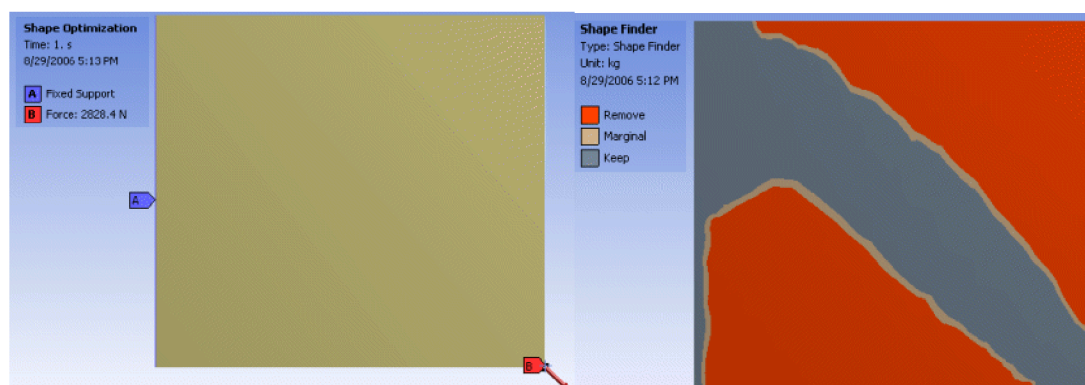 Shape Optimization
Time: 1. s
8/29/2006 5:13 PM
A Fixed Support
B Force: 2828.4 N
A
B
Shape Finder
Type: Shape Finder
Unit: kg
8/29/2006 5:12 PM
Remove
Marginal
Keep